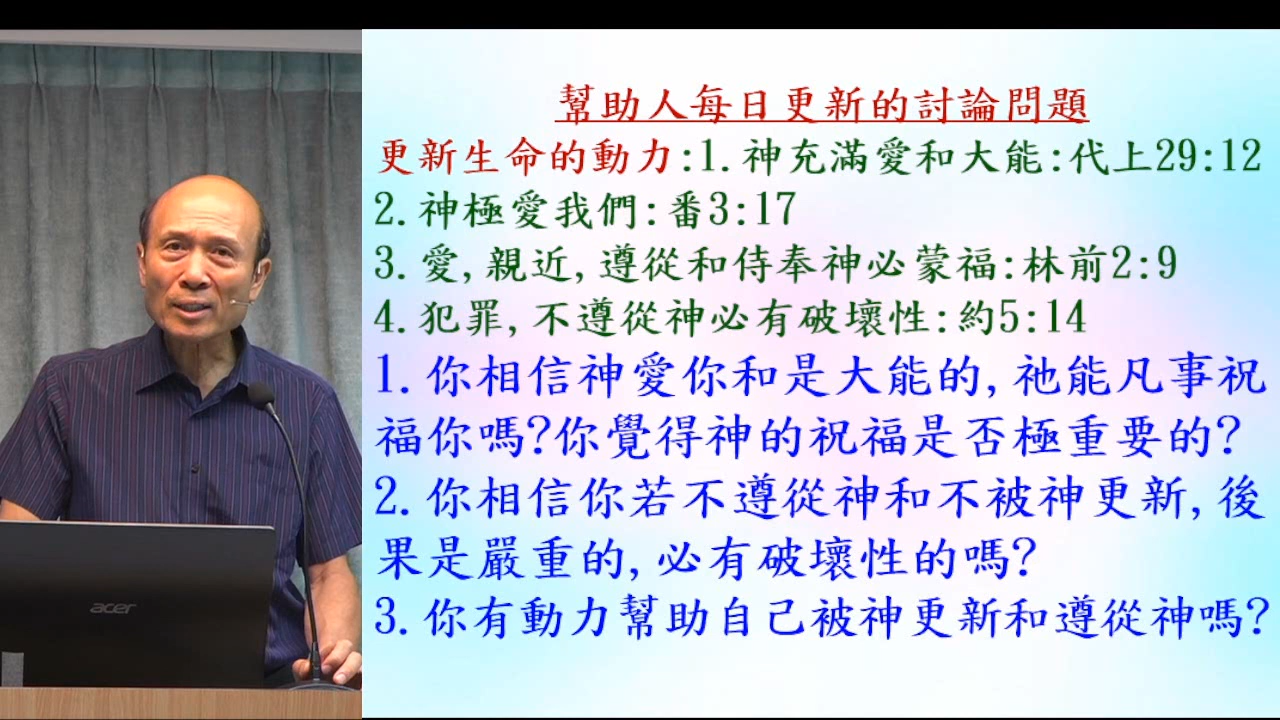 幫助人每日更新的討論問題
更新生命的動力:1.神充滿愛和大能:代上29:12
2.神極愛我們:番3:17
3.愛,親近,遵從和侍奉神必蒙福:林前2:9
4.犯罪,不遵從神必有破壞性:約5:14
1.你相信神愛你和是大能的,祂能凡事祝
福你嗎?你覺得神的祝福是否極重要的?
2.你相信你若不遵從神和不被神更新,後
果是嚴重的,必有破壞性的嗎?
3.你有動力幫助自己被神更新和遵從神嗎?
acer